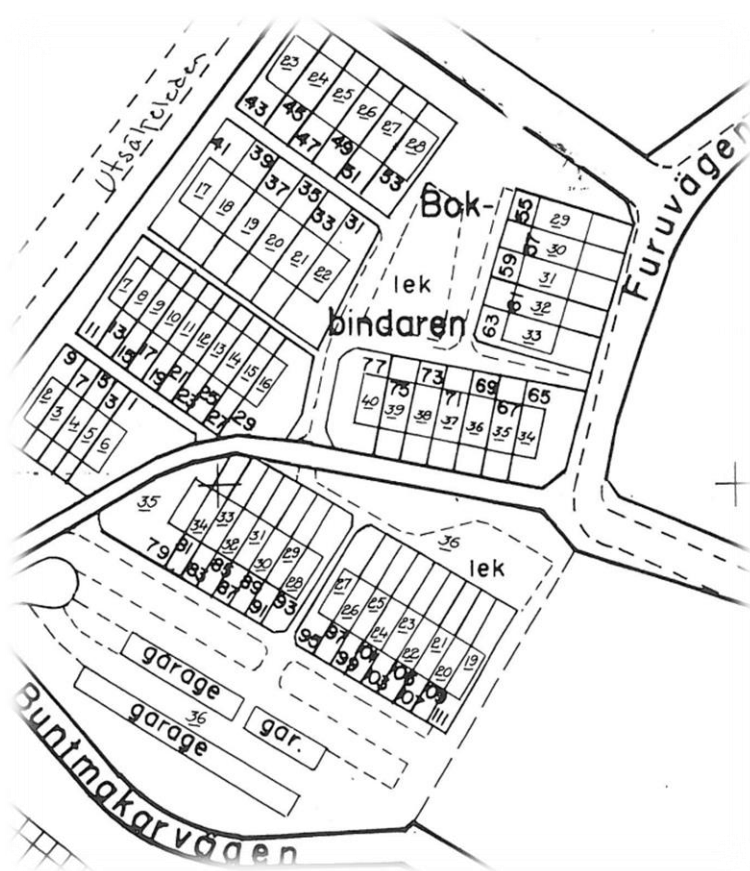 Utsälteleden
23 24 25 26 27 28
43 45 47 49 51 53
41 39 37 35 33 31
17 18 19 20 21 22
Bok-
lek
bindaren
55 57 59 61 63
29 30 31 32 33
Furuvägen
7 8 9 10 11 12 13 14 15 16
11 13 15 17 19 21 23 25 27 29
77 75 73 71 69 67 65
40 39 38 37 36 35 34
9 7 5 3 1
2 3 4 5 6
35
34 33 32 31 30 29 28
79 81 83 85 87 89 91 93
36
lek
27 26 25 24 23 22 21 20 19
95 97 99 101 103 105 107 109 111
garage
36
garage
gar.
Buntmakarvägen